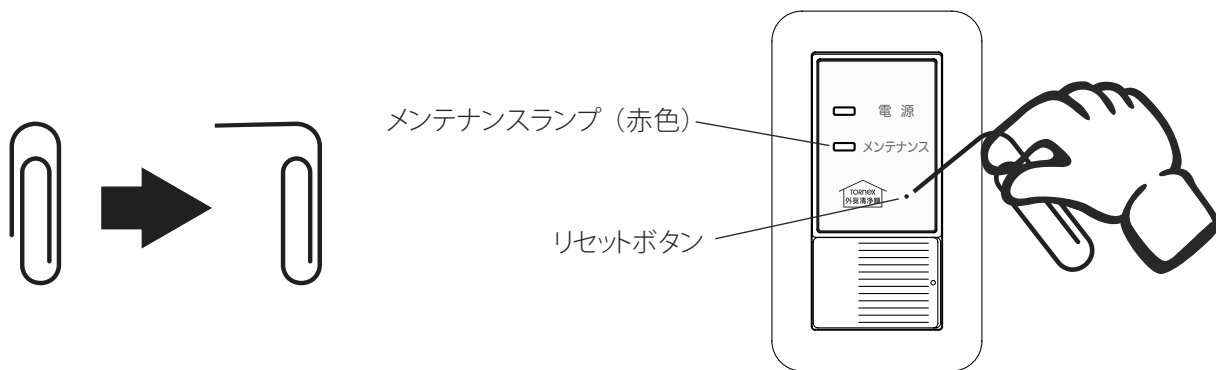 電 源
メンテナンスランプ（赤色）
メンテナンス
TORNEX
外気清浄機
リセットボタン